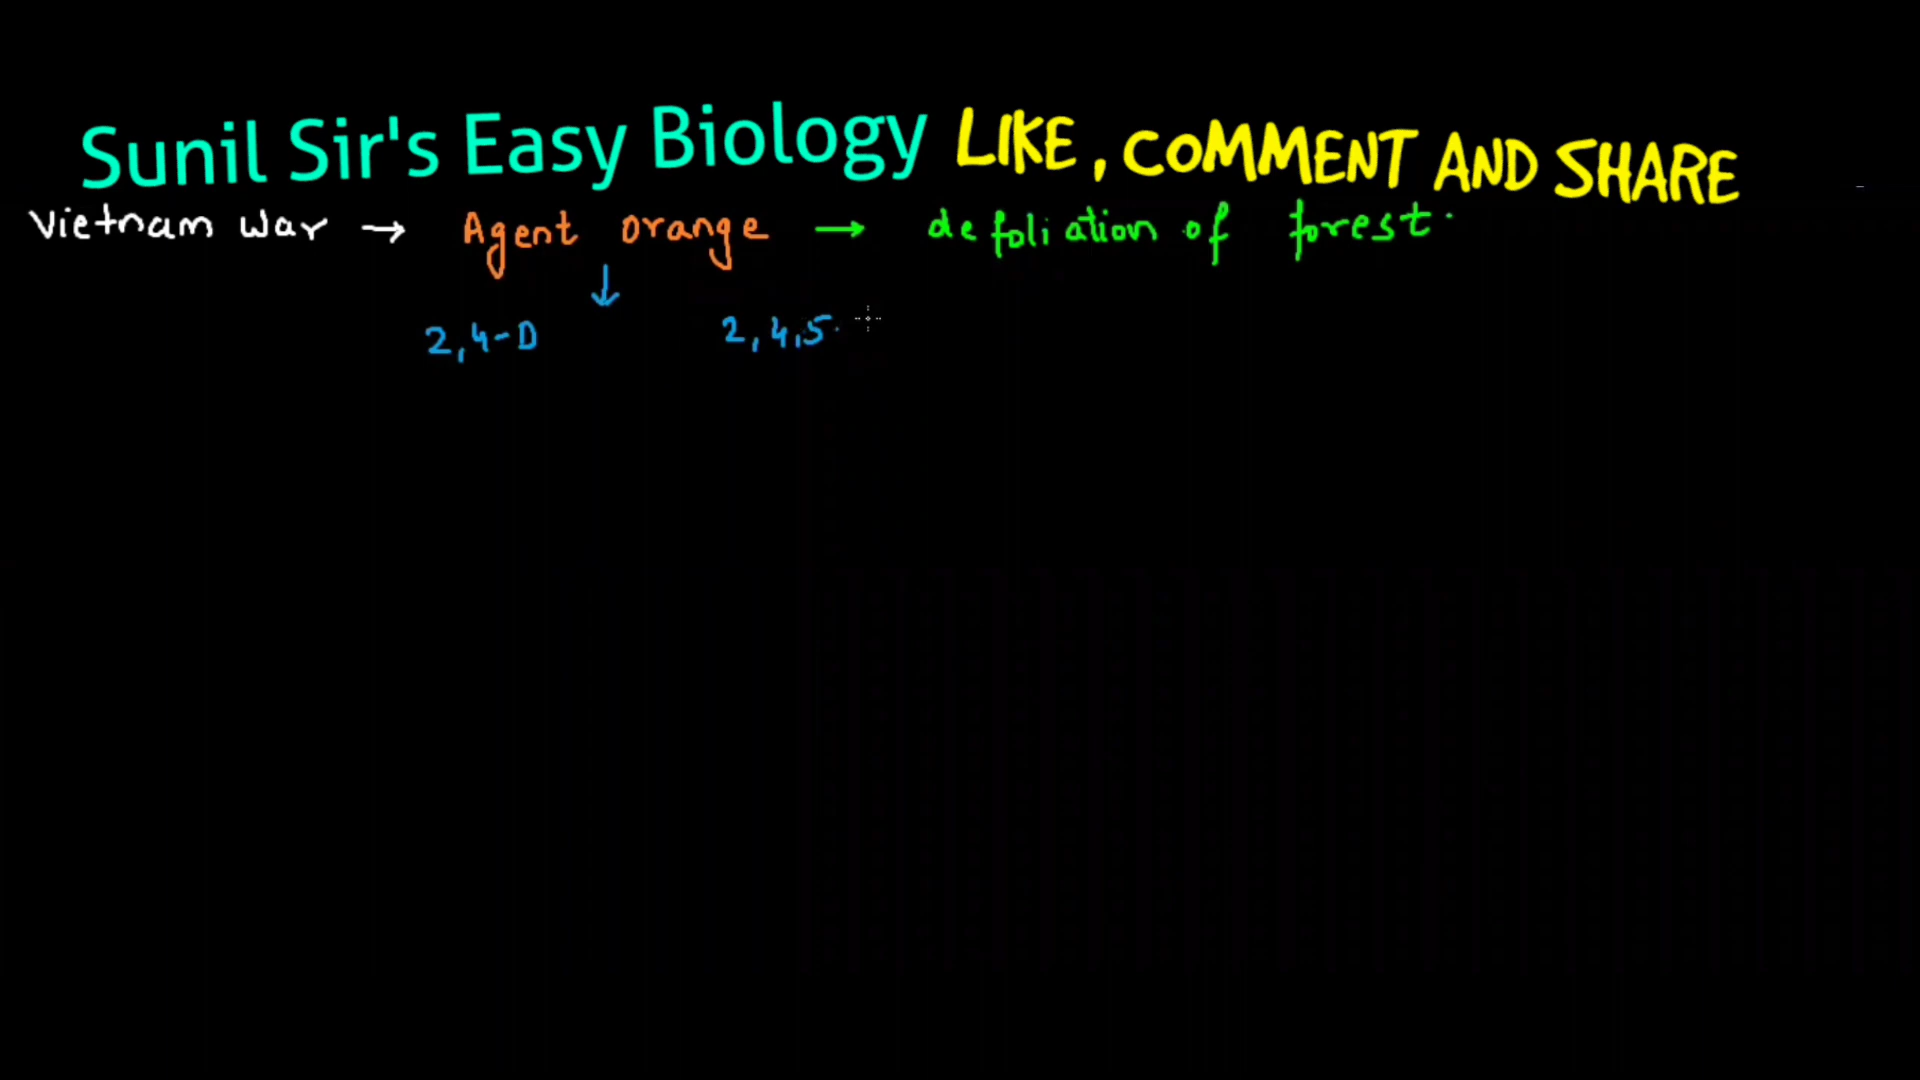 Sunil Sir's Easy Biology LIKE, COMMENT AND SHARE
Vietnam War → Agent orange → defoliation of forest.
↓
2,4-D 2,4,5.